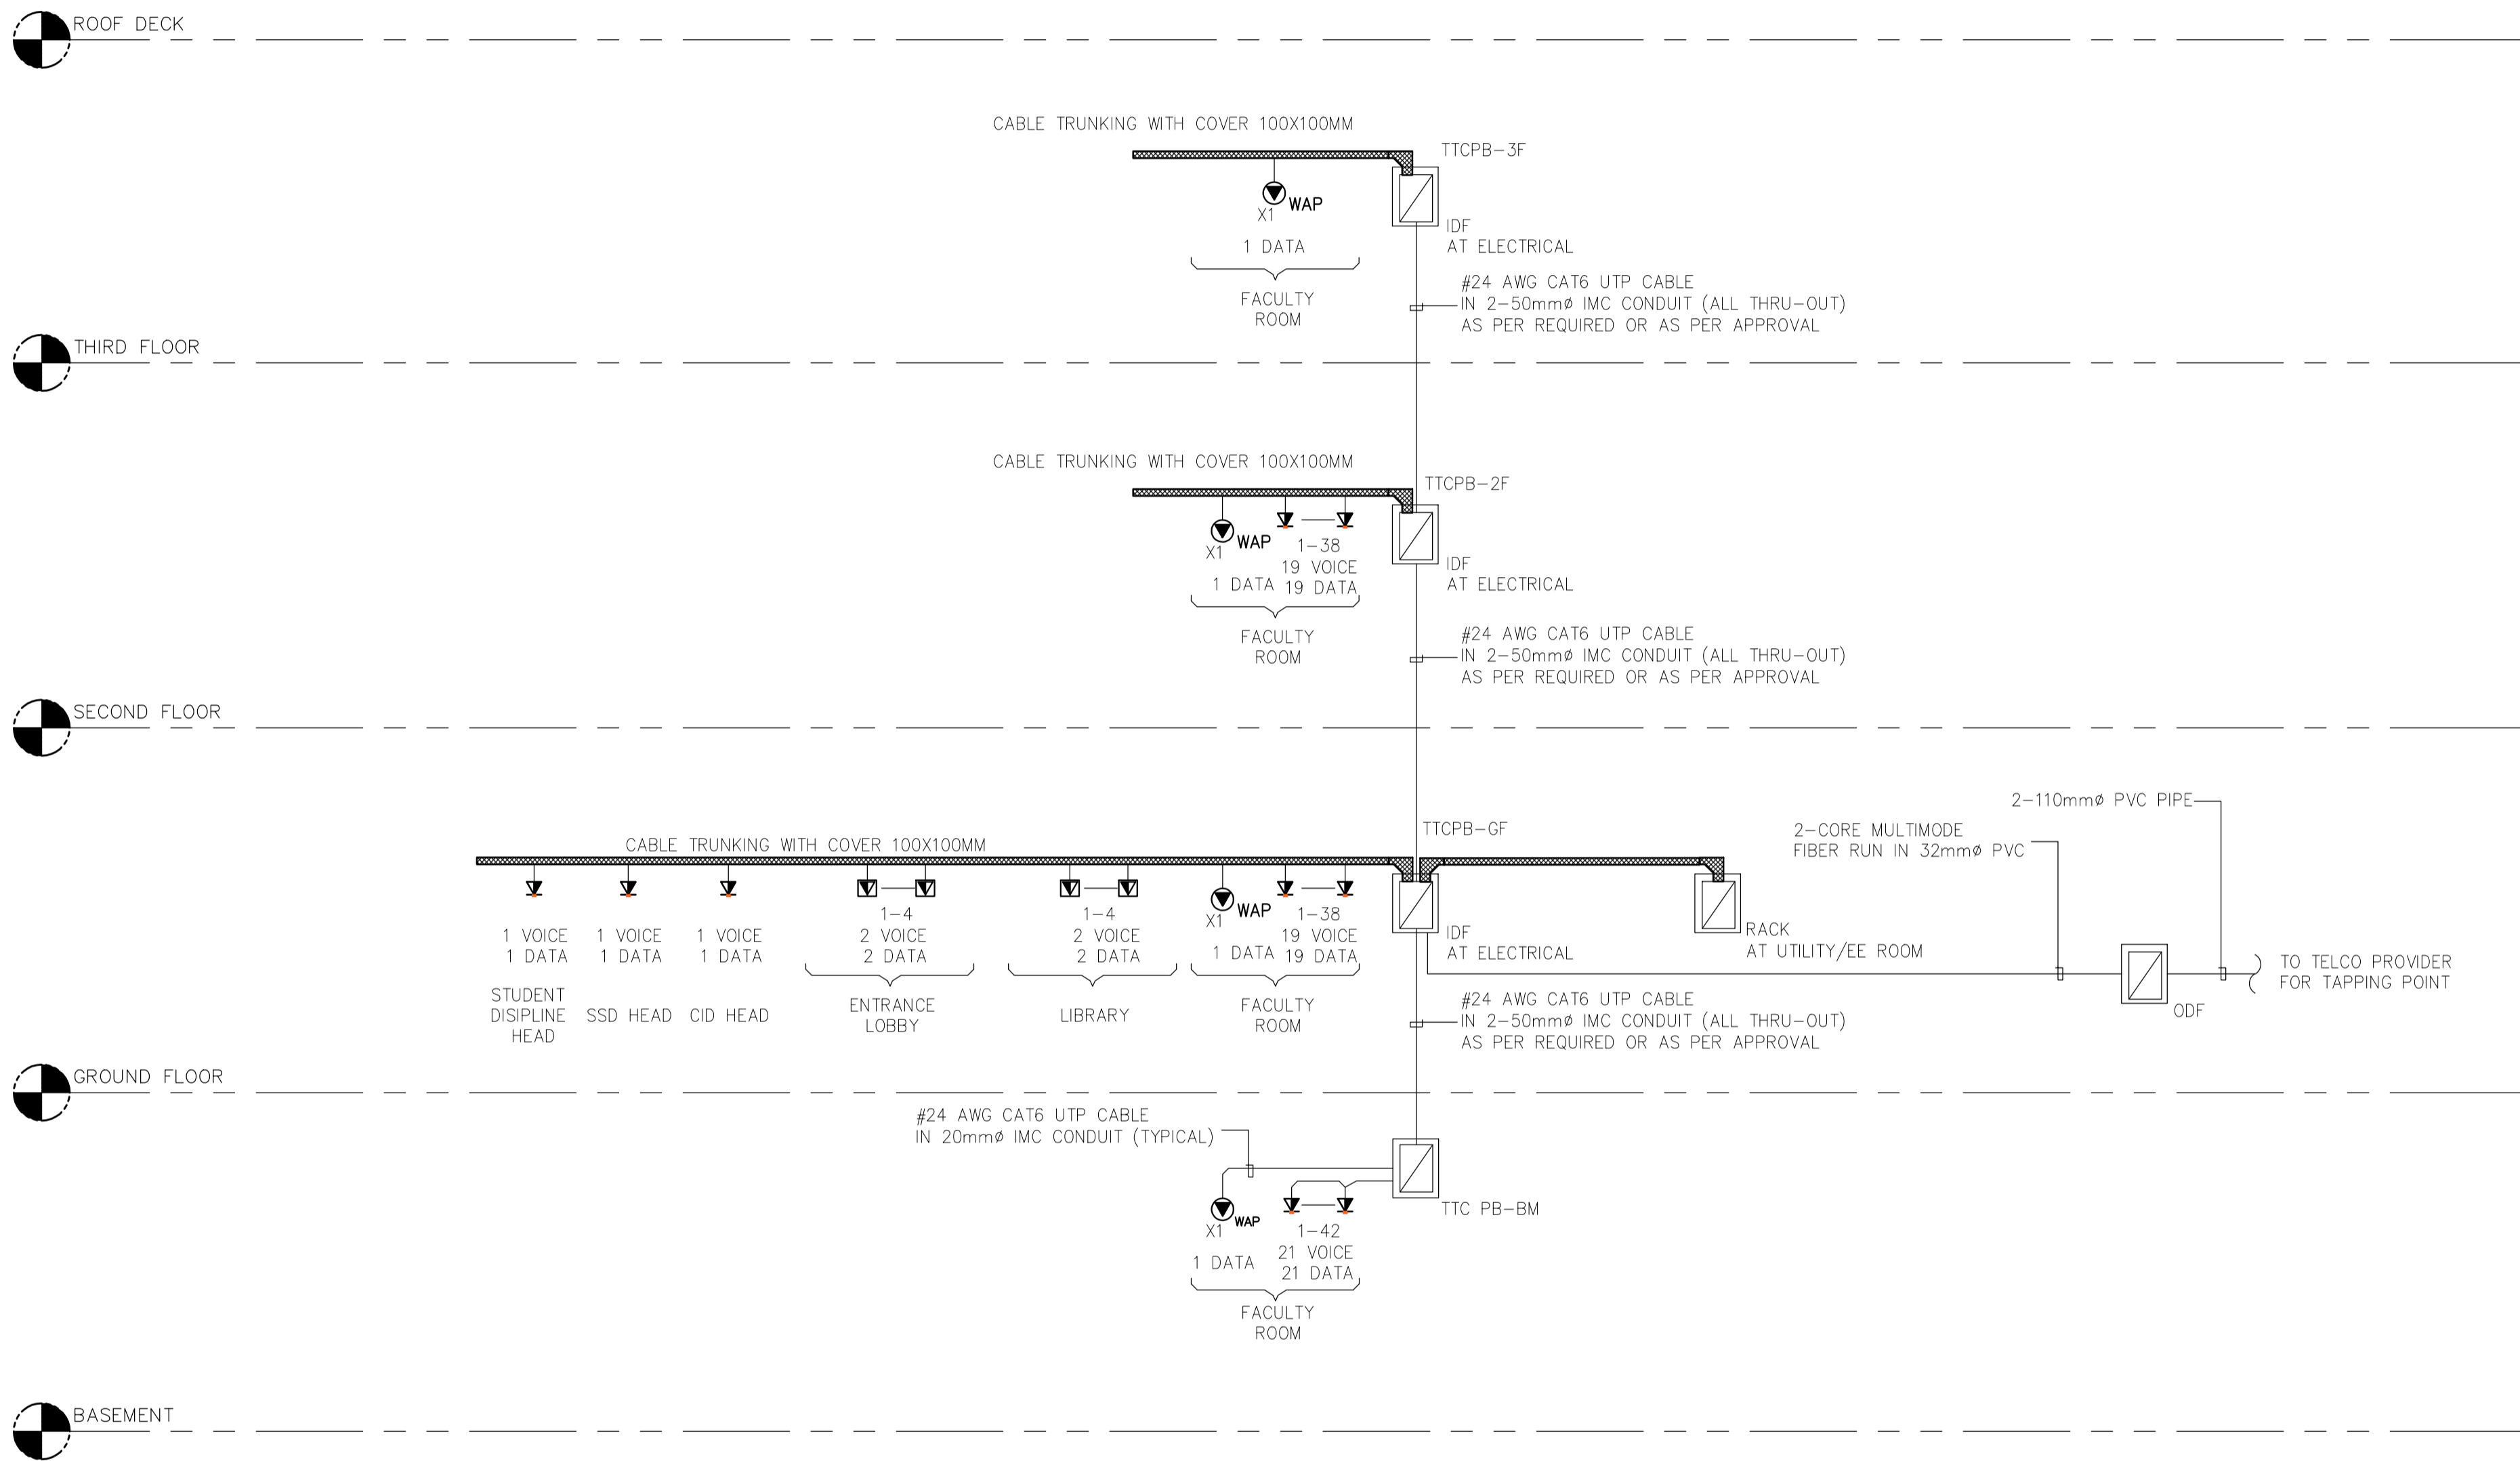 ROOF DECK
CABLE TRUNKING WITH COVER 100X100MM
TTCPB-3F
X1
WAP
IDF
AT ELECTRICAL
1 DATA
FACULTY
ROOM
#24 AWG CAT6 UTP CABLE
IN 2-50mmø IMC CONDUIT (ALL THRU-OUT)
AS PER REQUIRED OR AS PER APPROVAL
THIRD FLOOR
CABLE TRUNKING WITH COVER 100X100MM
TTCPB-2F
X1
WAP
1-38
19 VOICE
1 DATA
19 DATA
IDF
AT ELECTRICAL
FACULTY
ROOM
#24 AWG CAT6 UTP CABLE
IN 2-50mmø IMC CONDUIT (ALL THRU-OUT)
AS PER REQUIRED OR AS PER APPROVAL
SECOND FLOOR
2-110mmø PVC PIPE
2-CORE MULTIMODE
FIBER RUN IN 32mmø PVC
TTCPB-GF
CABLE TRUNKING WITH COVER 100X100MM
1 VOICE
1 DATA
STUDENT
DISIPLINE
HEAD
1 VOICE
1 DATA
SSD HEAD
1 VOICE
1 DATA
CID HEAD
1-4
2 VOICE
2 DATA
ENTRANCE
LOBBY
1-4
2 VOICE
2 DATA
LIBRARY
X1
WAP
1 DATA
1-38
19 VOICE
19 DATA
FACULTY
ROOM
IDF
AT ELECTRICAL
RACK
AT UTILITY/EE ROOM
TO TELCO PROVIDER
FOR TAPPING POINT
ODF
#24 AWG CAT6 UTP CABLE
IN 2-50mmø IMC CONDUIT (ALL THRU-OUT)
AS PER REQUIRED OR AS PER APPROVAL
GROUND FLOOR
#24 AWG CAT6 UTP CABLE
IN 20mmø IMC CONDUIT (TYPICAL)
TTC PB-BM
X1
WAP
1 DATA
1-42
21 VOICE
21 DATA
FACULTY
ROOM
BASEMENT